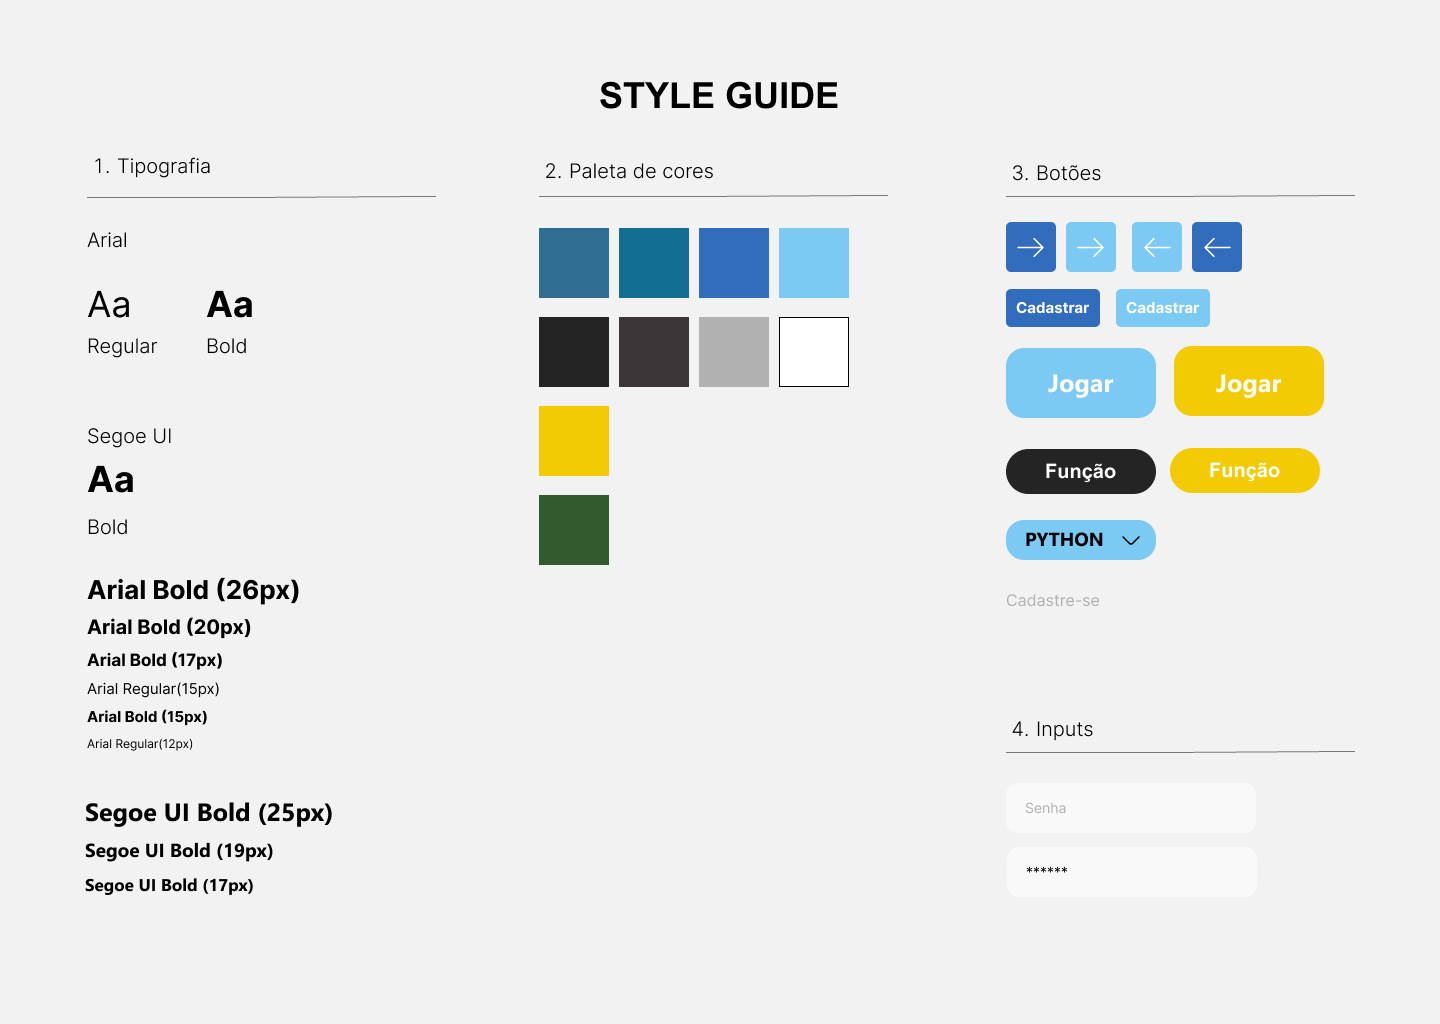 STYLE GUIDE
1. Tipografia
Arial
Aa Aa
Regular Bold
Segoe UI
Aa
Bold
Arial Bold (26px)
Arial Bold (20px)
Arial Bold (17px)
Arial Regular(15px)
Arial Bold (15px)
Arial Regular(12px)
Segoe UI Bold (25px)
Segoe UI Bold (19px)
Segoe UI Bold (17px)
2. Paleta de cores
3. Botões
Cadastrar Cadastrar
Jogar Jogar
Função Função
PYTHON
Cadastre-se
4. Inputs
Senha
******